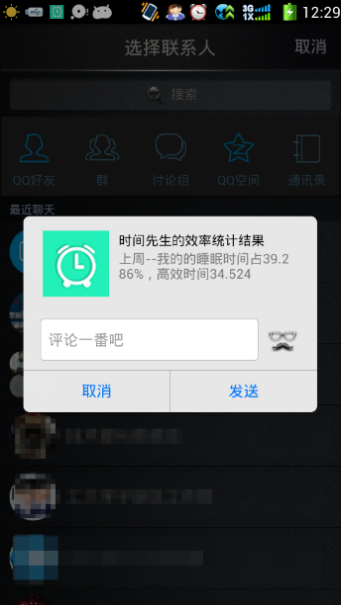 3G
1X
12:29
选择联系人
取消
搜索
QQ好友
群
讨论组
QQ空间
通讯录
最近聊天
时间先生的效率统计结果
上周--我的的睡眠时间占39.2
86%，高效时间34.524
评论一番吧
取消
发送